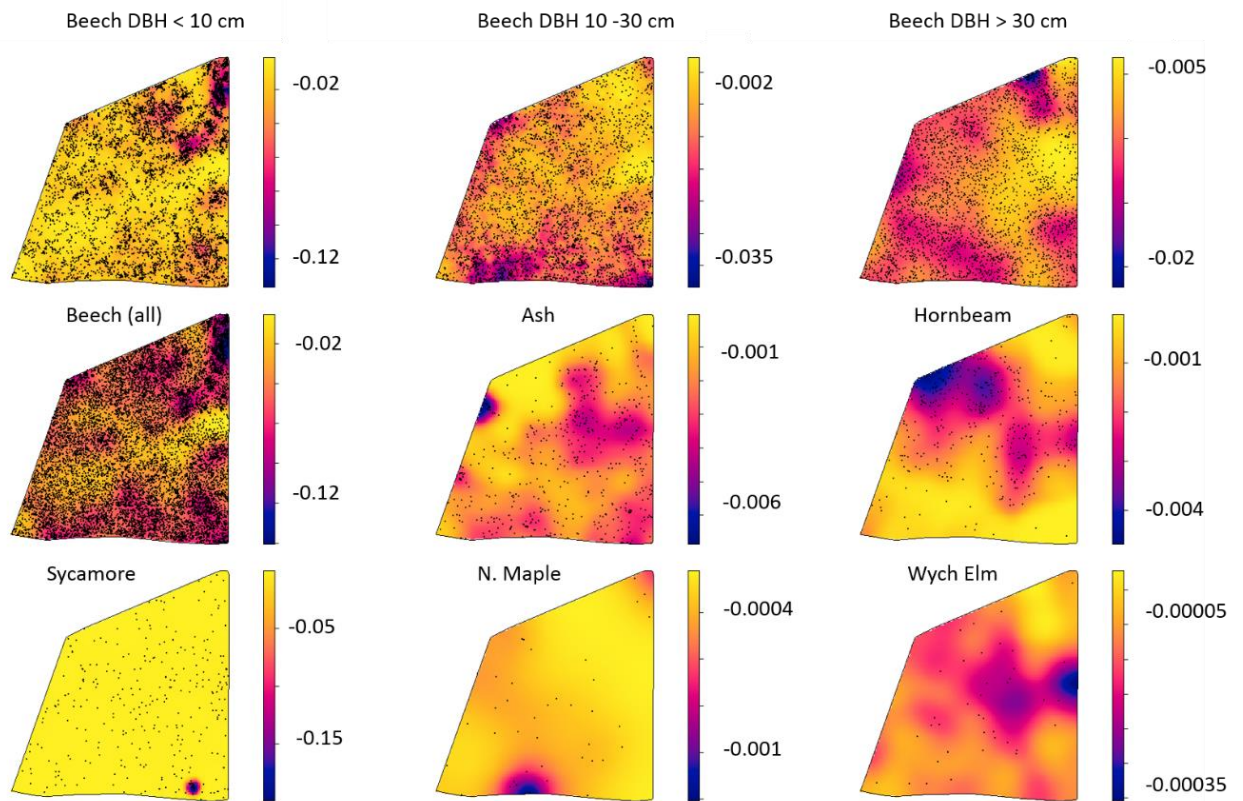 Beech DBH < 10 cm
Beech DBH 10 -30 cm
Beech DBH > 30 cm
-0.02
-0.12
-0.002
-0.035
-0.005
-0.02
Beech (all)
Ash
Hornbeam
-0.02
-0.12
-0.001
-0.006
-0.001
-0.004
Sycamore
N. Maple
Wych Elm
-0.05
-0.15
-0.0004
-0.001
-0.00005
-0.00035